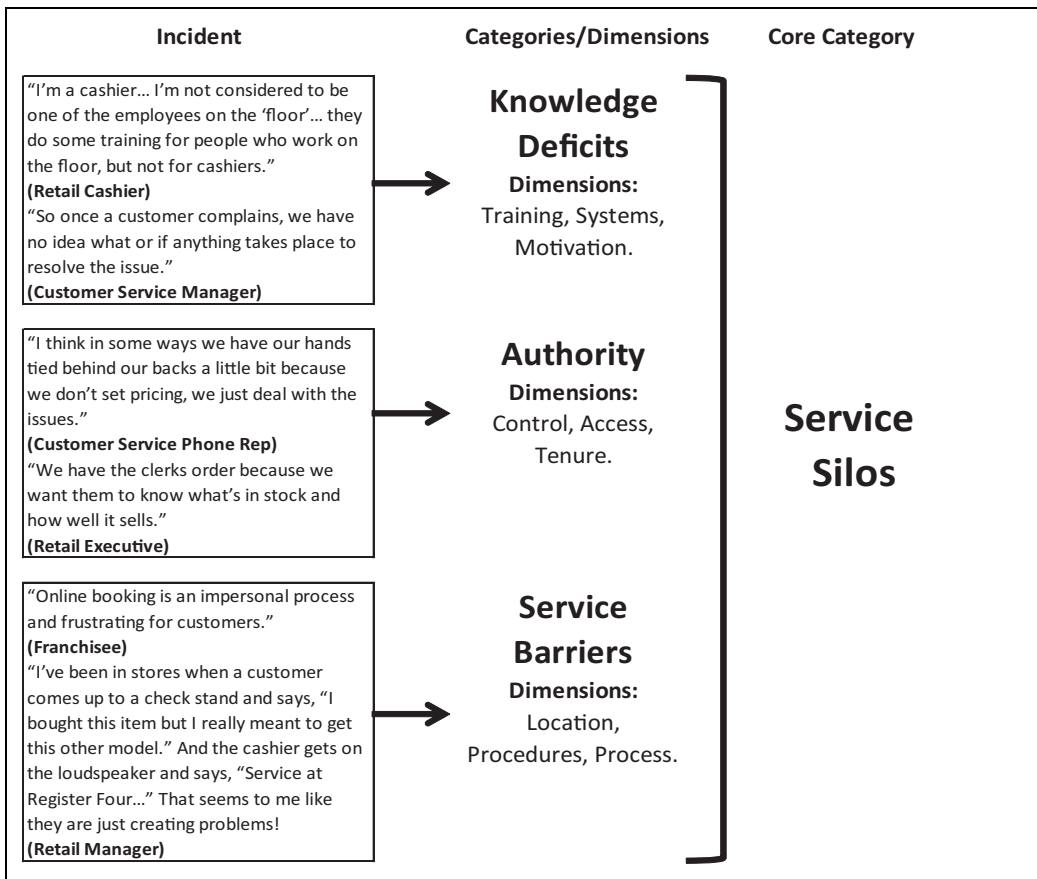 Incident
Categories/Dimensions
Core Category
“I’m a cashier… I’m not considered to be
one of the employees on the ‘floor’… they
do some training for people who work on
the floor, but not for cashiers.”
(Retail Cashier)
“So once a customer complains, we have
no idea what or if anything takes place to
resolve the issue.”
(Customer Service Manager)
Knowledge
Deficits
Dimensions:
Training, Systems,
Motivation.
“I think in some ways we have our hands
tied behind our backs a little bit because
we don’t set pricing, we just deal with the
issues.”
(Customer Service Phone Rep)
“We have the clerks order because we
want them to know what’s in stock and
how well it sells.”
(Retail Executive)
Authority
Dimensions:
Control, Access,
Tenure.
“Online booking is an impersonal process
and frustrating for customers.”
(Franchisee)
“I’ve been in stores when a customer
comes up to a check stand and says, “I
bought this item but I really meant to get
this other model.” And the cashier gets on
the loudspeaker and says, “Service at
Register Four…” That seems to me like
they are just creating problems!
(Retail Manager)
Service
Barriers
Dimensions:
Location,
Procedures, Process.
Service
Silos